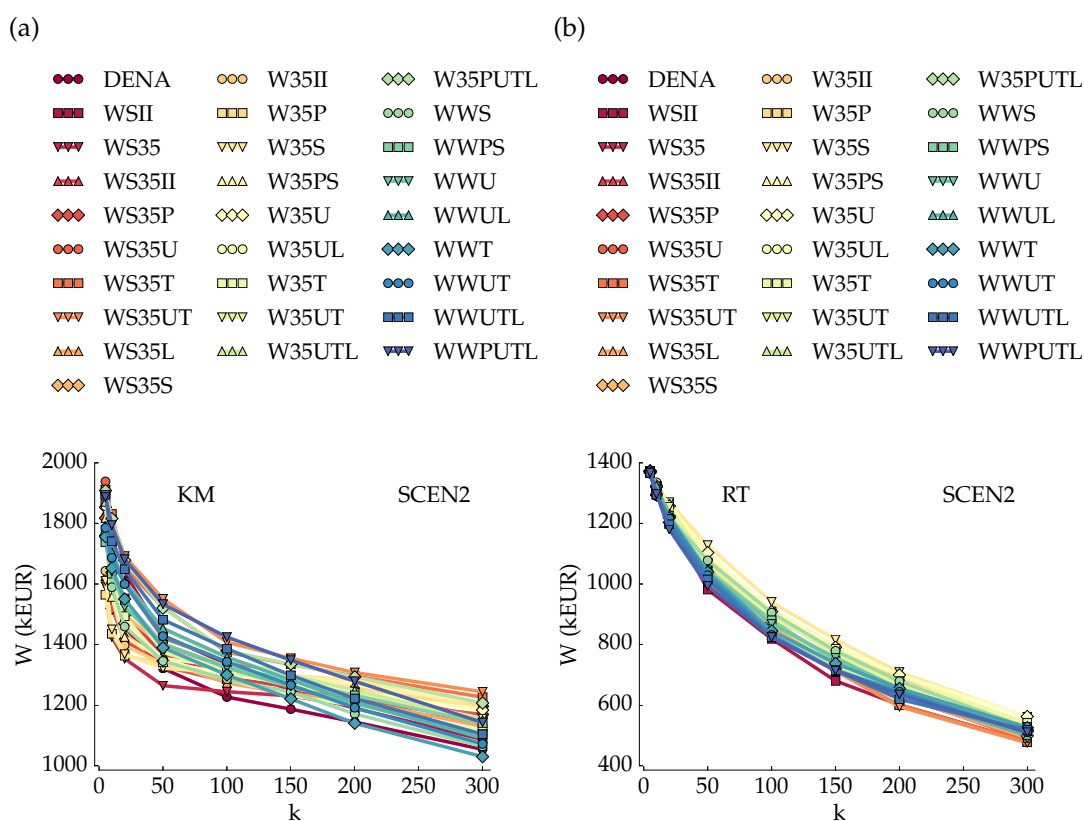 (a) (b)
DENA W35II W35PUTL DENA W35II W35PUTL
WSII W35P WWS WSII W35P WWS
WS35 W35S WWPS WS35 W35S WWPS
WS35II W35PS WWU WS35II W35PS WWU
WS35P W35U WWUL WS35P W35U WWUL
WS35U W35UL WWT WS35U W35UL WWT
WS35T W35T WWUT WS35T W35T WWUT
WS35UT W35UT WWUTL WS35UT W35UT WWUTL
WS35L W35UTL WWPUTL WS35L W35UTL WWPUTL
WS35S WS35S
2000 1400
KM SCEN2 RT SCEN2
1800 1200
1600 1000
W (kEUR) W (kEUR)
1400 800
1200 600
1000 400
0 50 100 150 200 250 300 0 50 100 150 200 250 300
k k